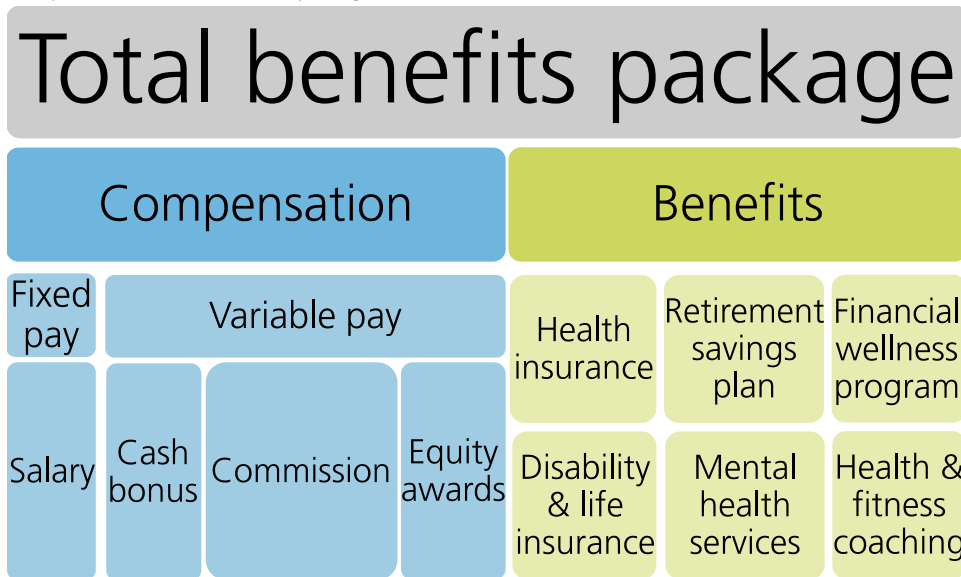 Total benefits package
Compensation
Benefits
Fixed
pay
Variable pay
Salary
Cash
bonus
Commission
Equity
awards
Health
insurance
Retirement
savings
plan
Financial
wellness
program
Disability
& life
insurance
Mental
health
services
Health &
fitness
coaching